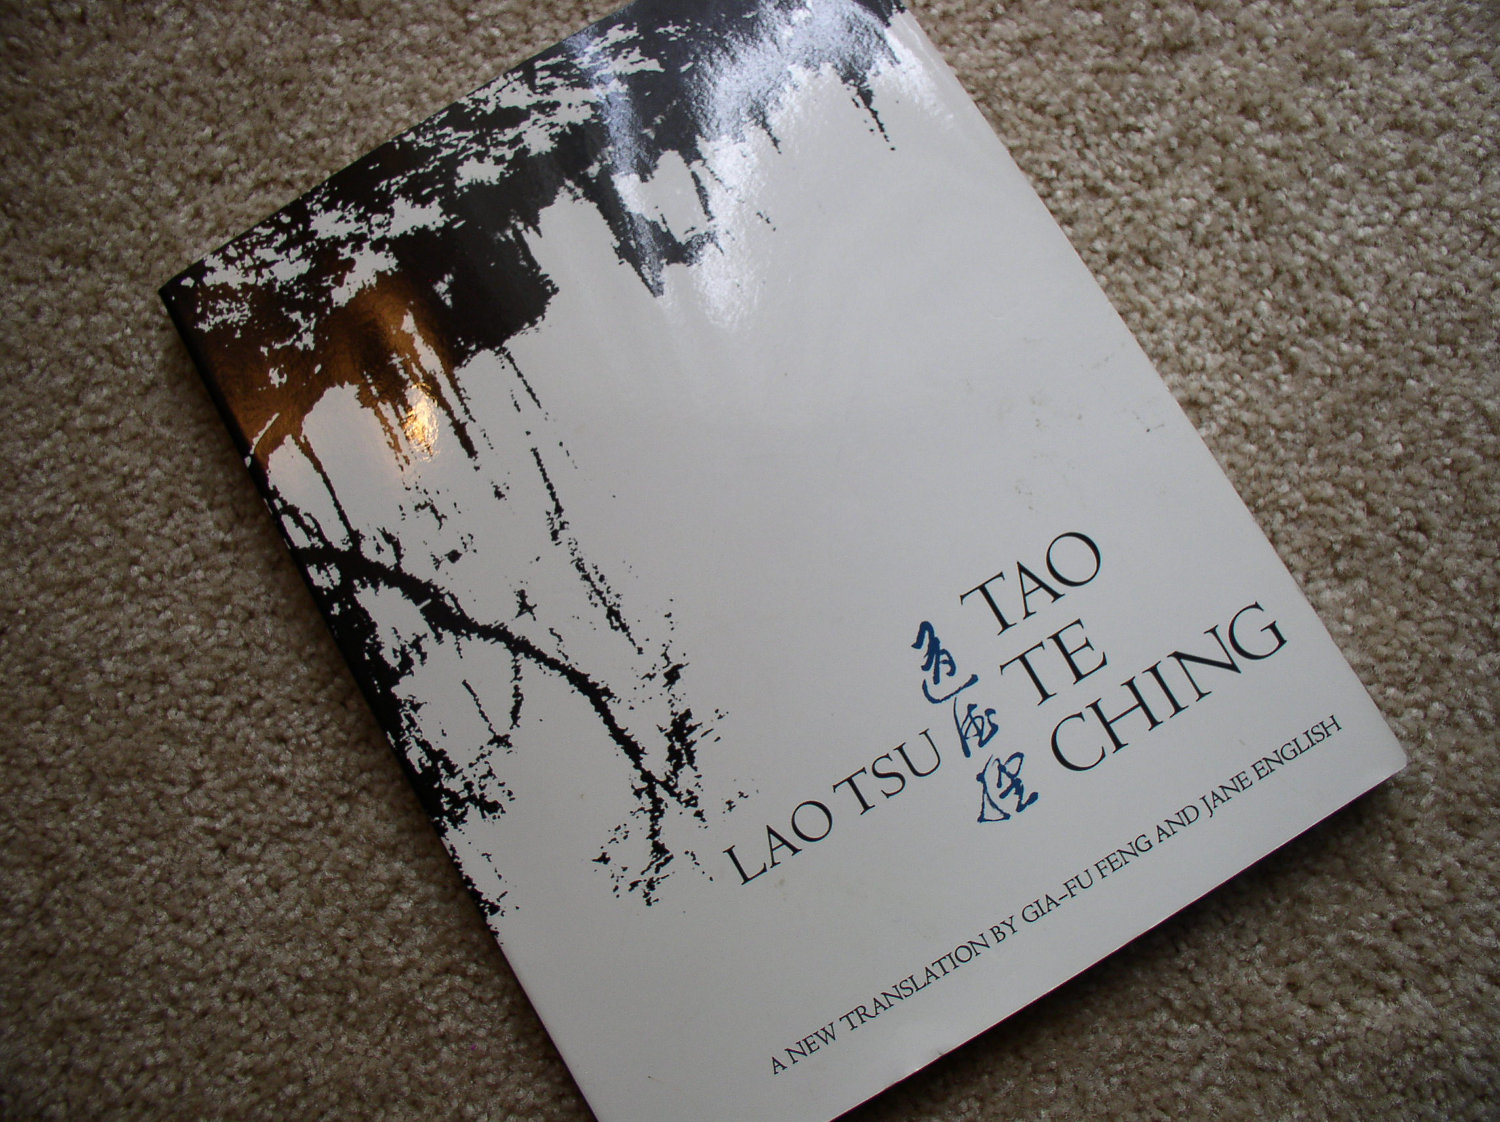 TAO
TE
CHING
道德經
LAO TSU
A NEW TRANSLATION BY GIA–FU FENG AND JANE ENGLISH